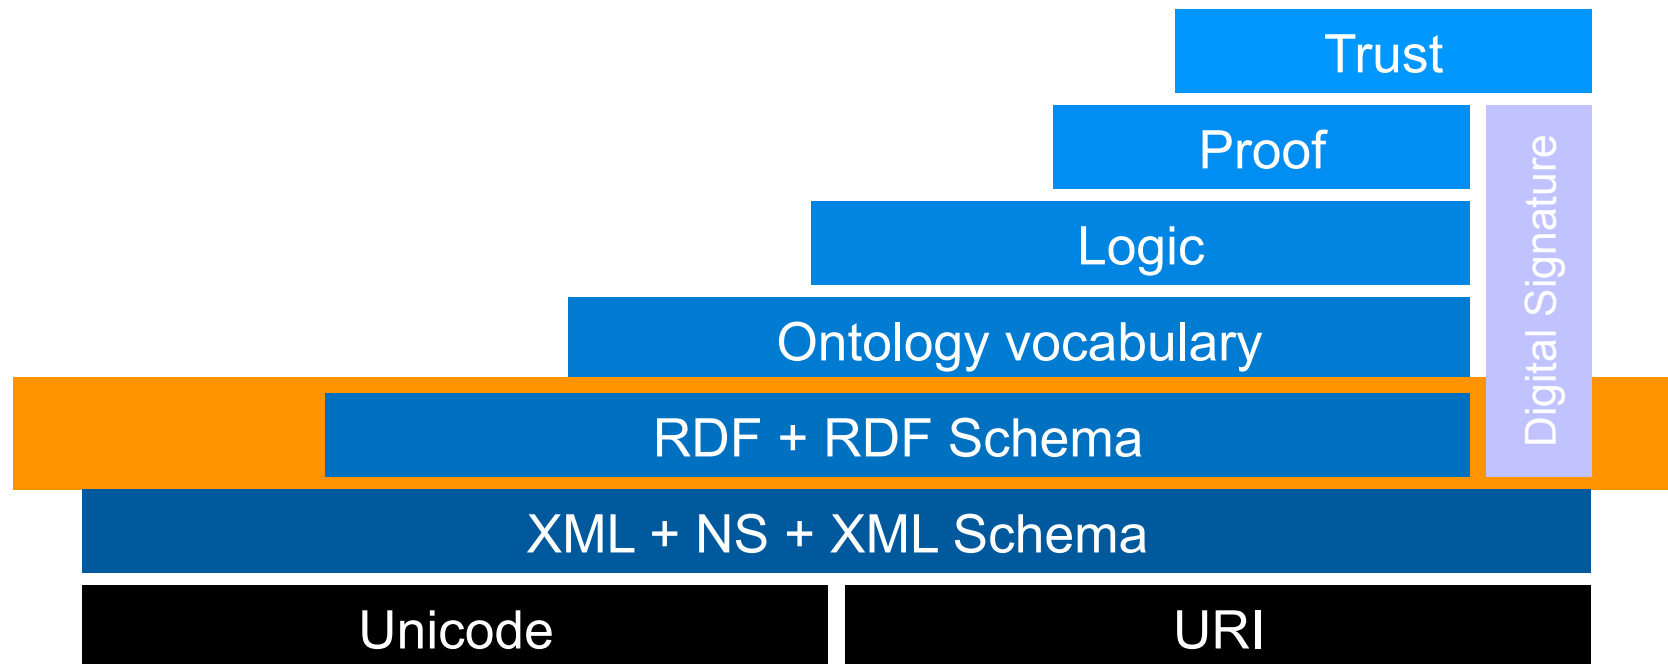 Trust
Proof
Digital Signature
Logic
Ontology vocabulary
RDF + RDF Schema
XML + NS + XML Schema
Unicode
URI